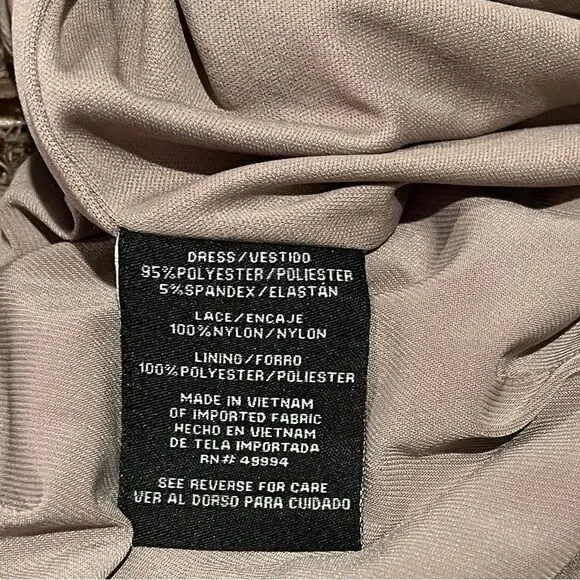 DRESS/VESTIDO
95%POLYESTER/POLIESTER
5%SPANDEX/ELASTÁN
LACE/ENCAJE
100%NYLON/NYLON
LINING/FORRO
100%POLYESTER/POLIESTER
MADE IN VIETNAM
OF IMPORTED FABRIC
HECHO EN VIETNAM
DE TELA IMPORTADA
RN# 49994
SEE REVERSE FOR CARE
VER AL DORSO PARA CUIDADO